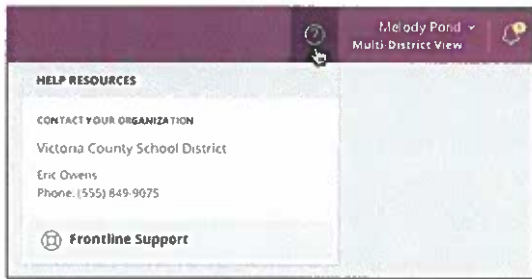 Melody Pond
Multi-District View
HELP RESOURCES
CONTACT YOUR ORGANIZATION
Victoria County School District
Eric Owens
Phone: (555) 849-9075
Frontline Support